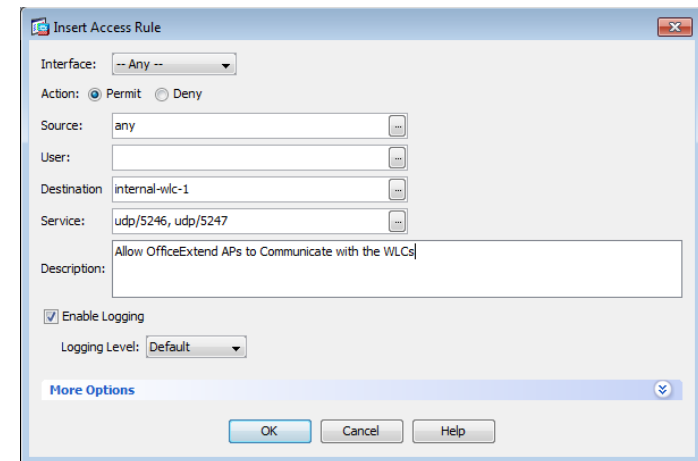 Insert Access Rule
Interface: -- Any --
Action: Permit Deny
Source: any ...
User: ...
Destination internal-wlc-1 ...
Service: udp/5246, udp/5247 ...
Description: Allow OfficeExtend APs to Communicate with the WLCs
Enable Logging
Logging Level: Default
More Options
OK Cancel Help